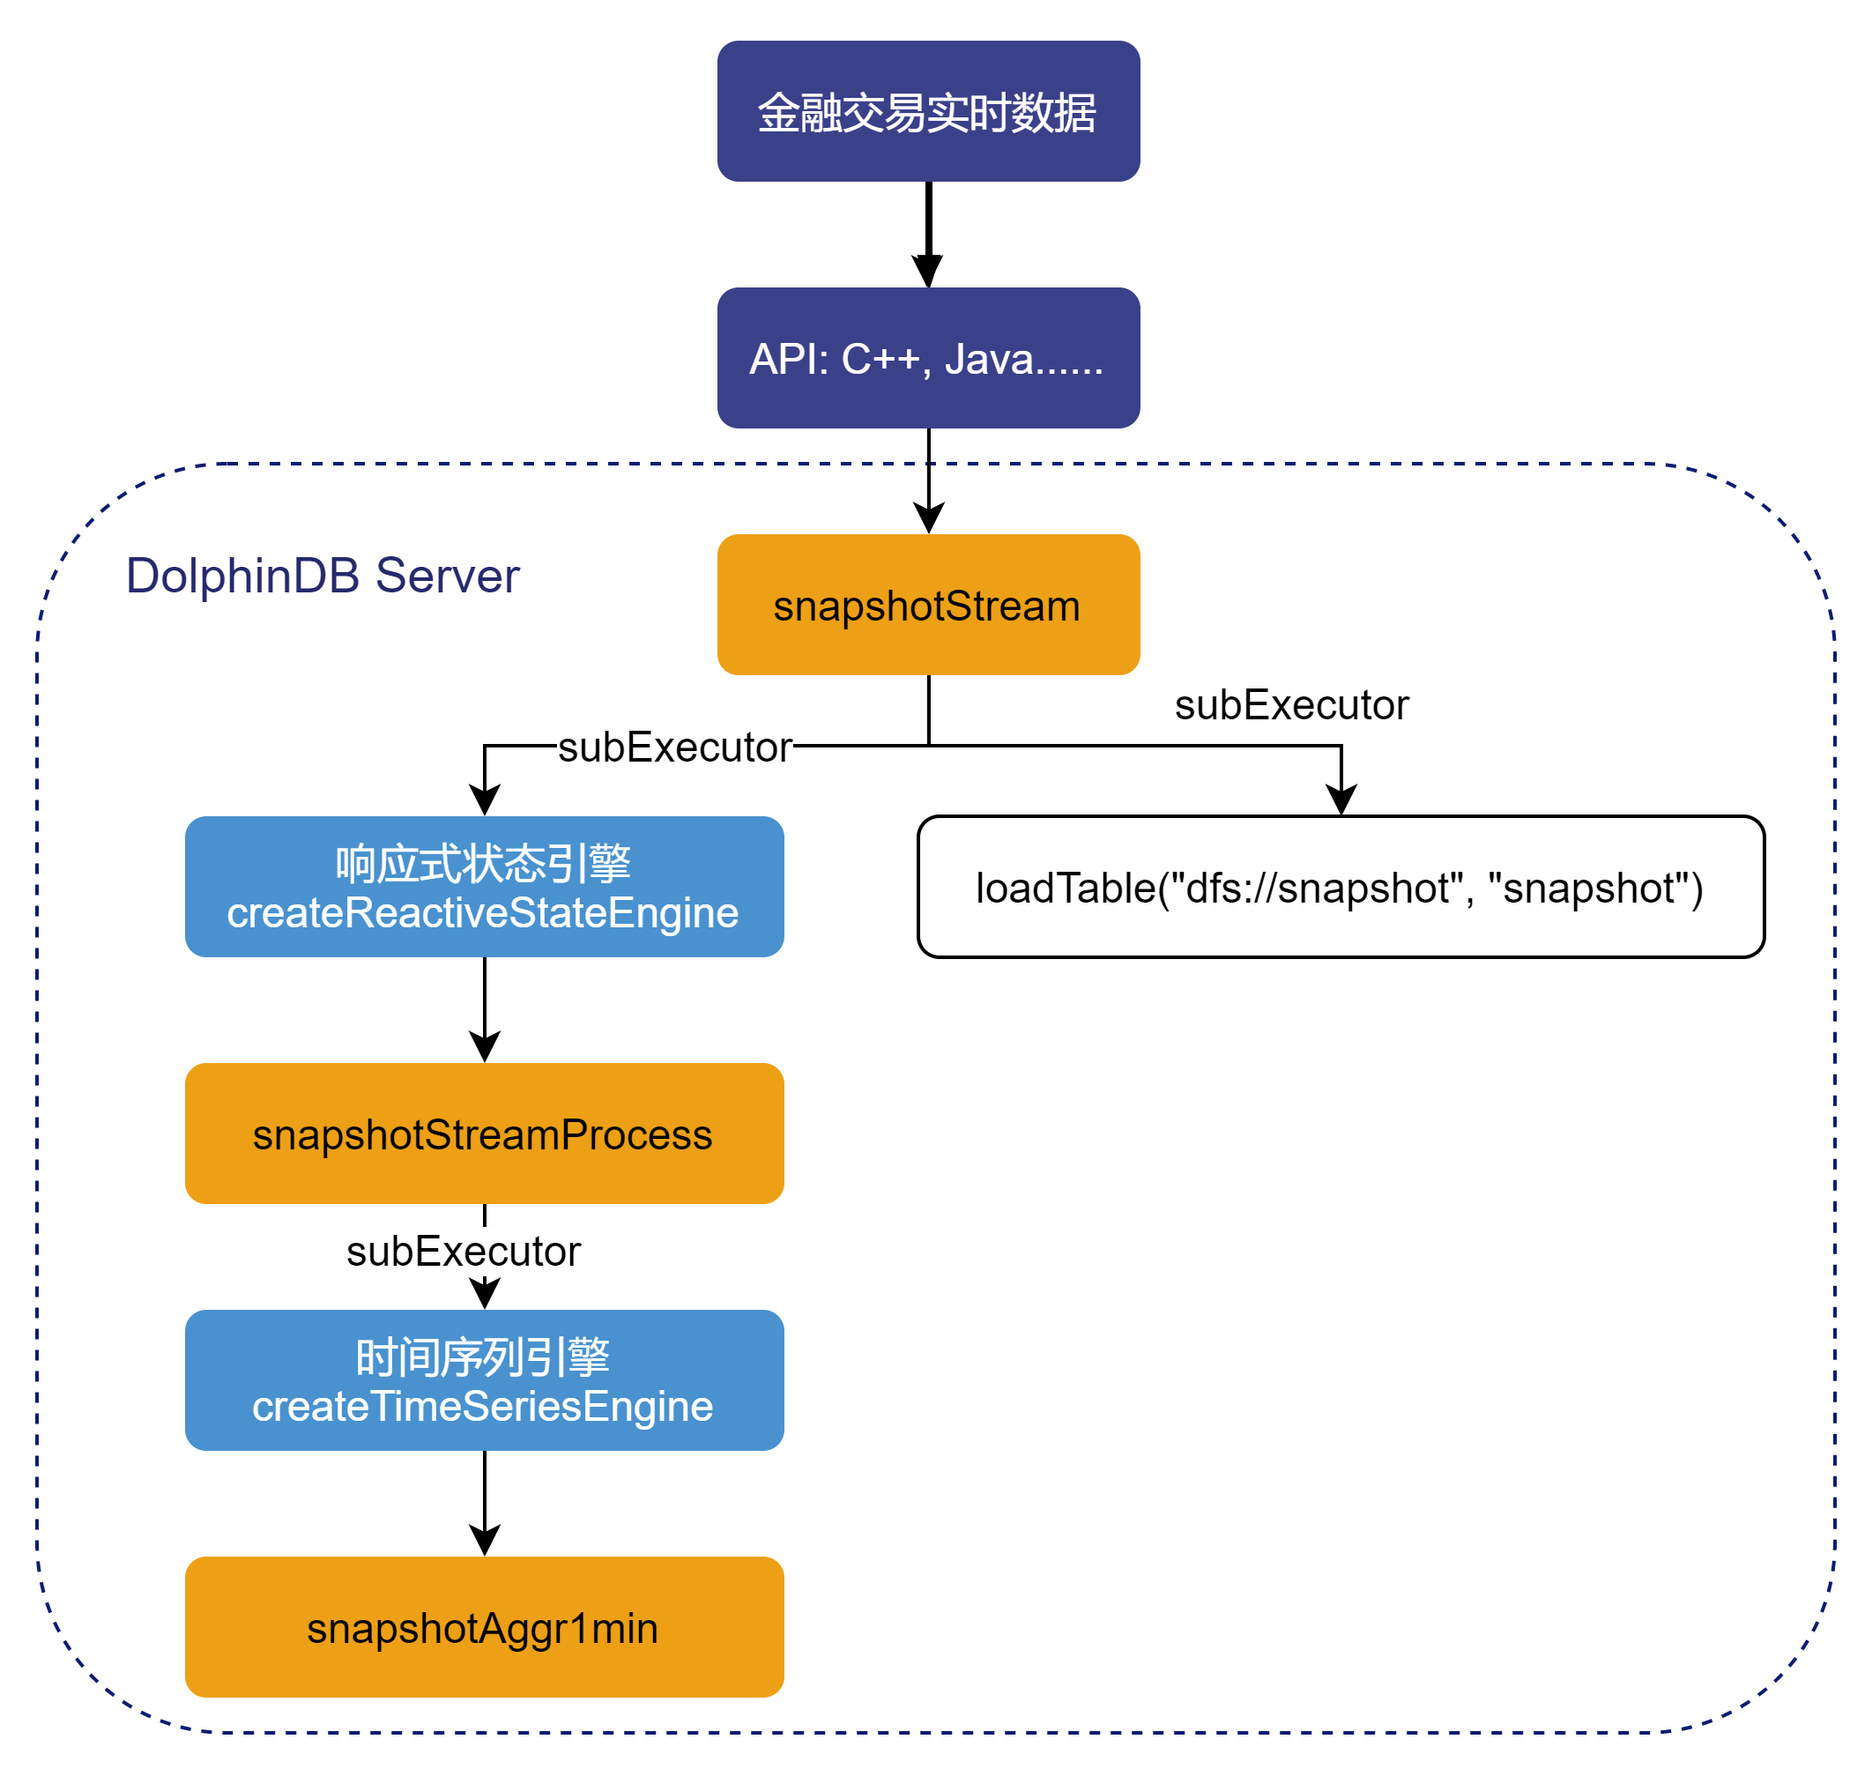 金融交易实时数据
API: C++, Java......
DolphinDB Server
snapshotStream
subExecutor
subExecutor
响应式状态引擎
createReactiveStateEngine
loadTable("dfs://snapshot", "snapshot")
snapshotStreamProcess
subExecutor
时间序列引擎
createTimeSeriesEngine
snapshotAggr1min